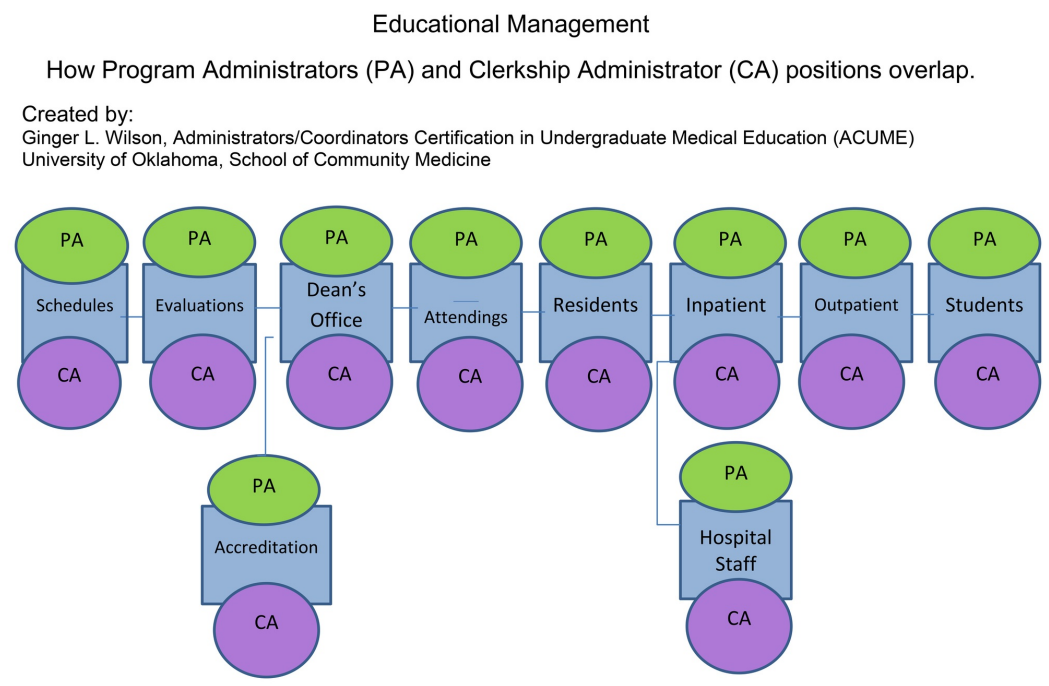 Educational Management
How Program Administrators (PA) and Clerkship Administrator (CA) positions overlap.
Created by:
Ginger L. Wilson, Administrators/Coordinators Certification in Undergraduate Medical Education (ACUME)
University of Oklahoma, School of Community Medicine
PA
Schedules
CA
PA
Evaluations
CA
PA
Dean’s
Office
CA
PA
Attendings
CA
PA
Residents
CA
PA
Inpatient
CA
PA
Outpatient
CA
PA
Students
CA
PA
Accreditation
CA
PA
Hospital
Staff
CA